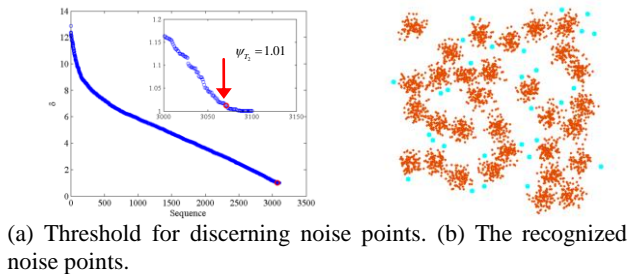 14
12
10
8
6
4
2
0
0 500 1000 1500 2000 2500 3000 3500
δ
Sequence
1.2
1.15
1.1
1.05
1
3000 3050 3100 3150
ψ_{T_2} = 1.01
(a) Threshold for discerning noise points. (b) The recognized
noise points.